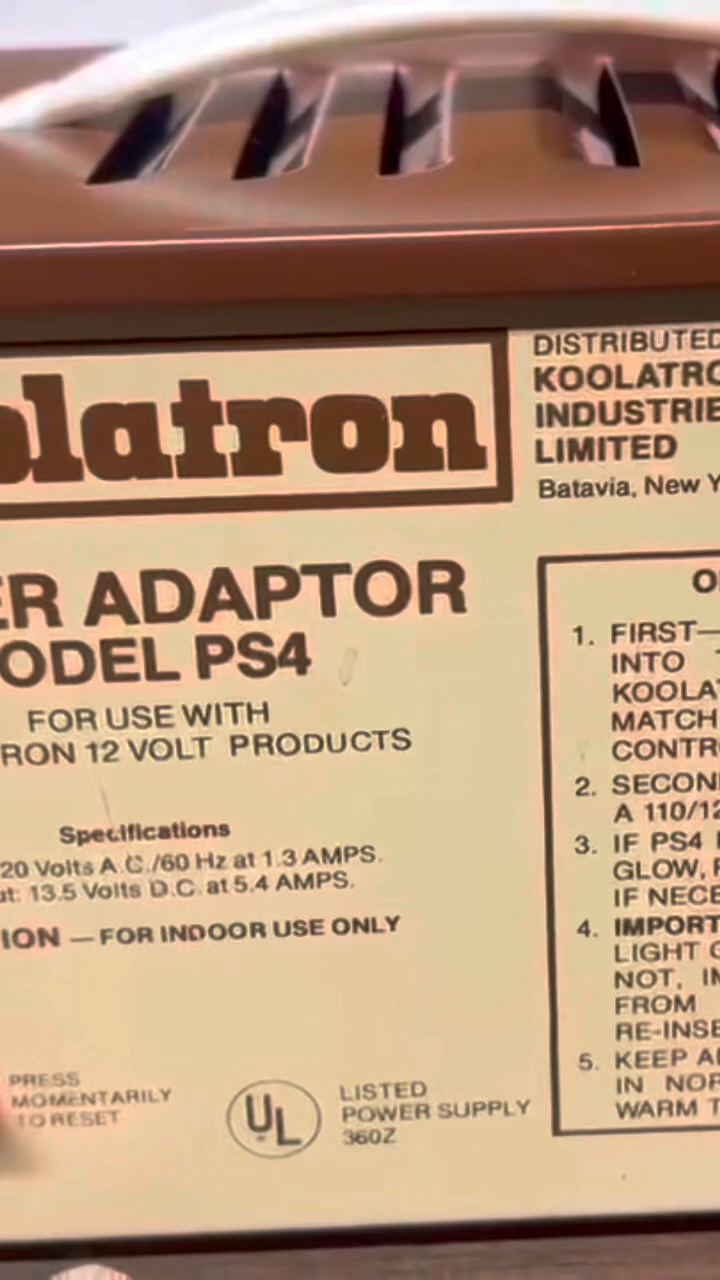 olatron
DISTRIBUTED
KOOLATRO
INDUSTRIE
LIMITED
Batavia, New Y
ER ADAPTOR
ODEL PS4
FOR USE WITH
RON 12 VOLT PRODUCTS
Specifications
20 Volts A.C./60 Hz at 1.3 AMPS.
ut: 13.5 Volts D.C. at 5.4 AMPS.
ION — FOR INDOOR USE ONLY
PRESS
MOMENTARILY
TO RESET
UL
LISTED
POWER SUPPLY
360Z
O
1. FIRST—
INTO T
KOOLAT
MATCH
CONTR
2. SECON
A 110/12
3. IF PS4
GLOW,
IF NECE
4. IMPORT
LIGHT
NOT, IN
FROM
RE-INSE
5. KEEP A
IN NOR
WARM T